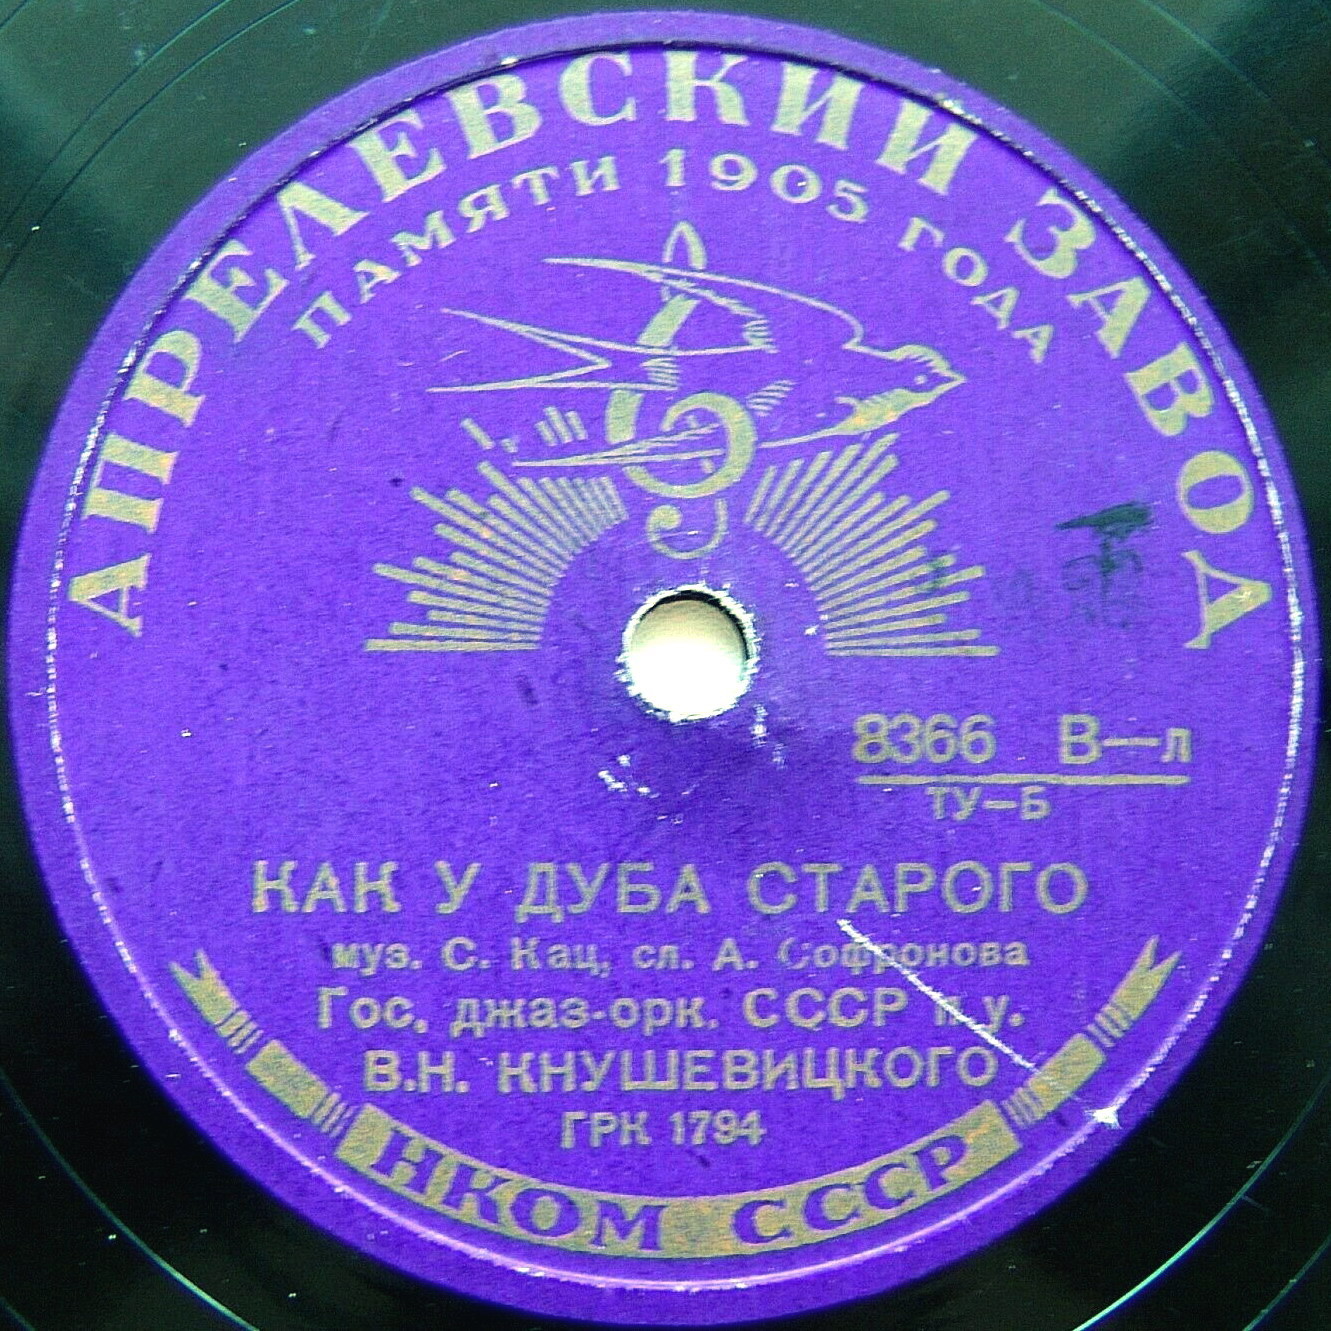 АПРЕЛЕВСКИЙ ЗАВОД
ПАМЯТИ 1905 ГОДА
8366 В—л
ТУ—Б
КАК У ДУБА СТАРОГО
муз. С. Кац, сл. А. Софронова
Гос. джаз-орк. СССР п. у.
В.Н. КНУШЕВИЦКОГО
ГРК 1794
НКОМ СССР